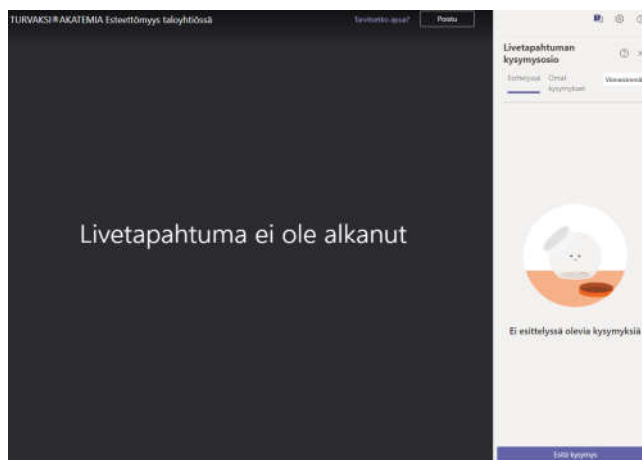 TURVAKSI® AKATEMIA Esteettömyys taloyhtiössä
Tarvitsetko apua?
Poistu
Livetapahtuma ei ole alkanut
Livetapahtuman
kysymysosio
Esittelyssä
Omat
kysymykset
Ei esittelyssä olevia kysymyksiä
Esitä kysymys